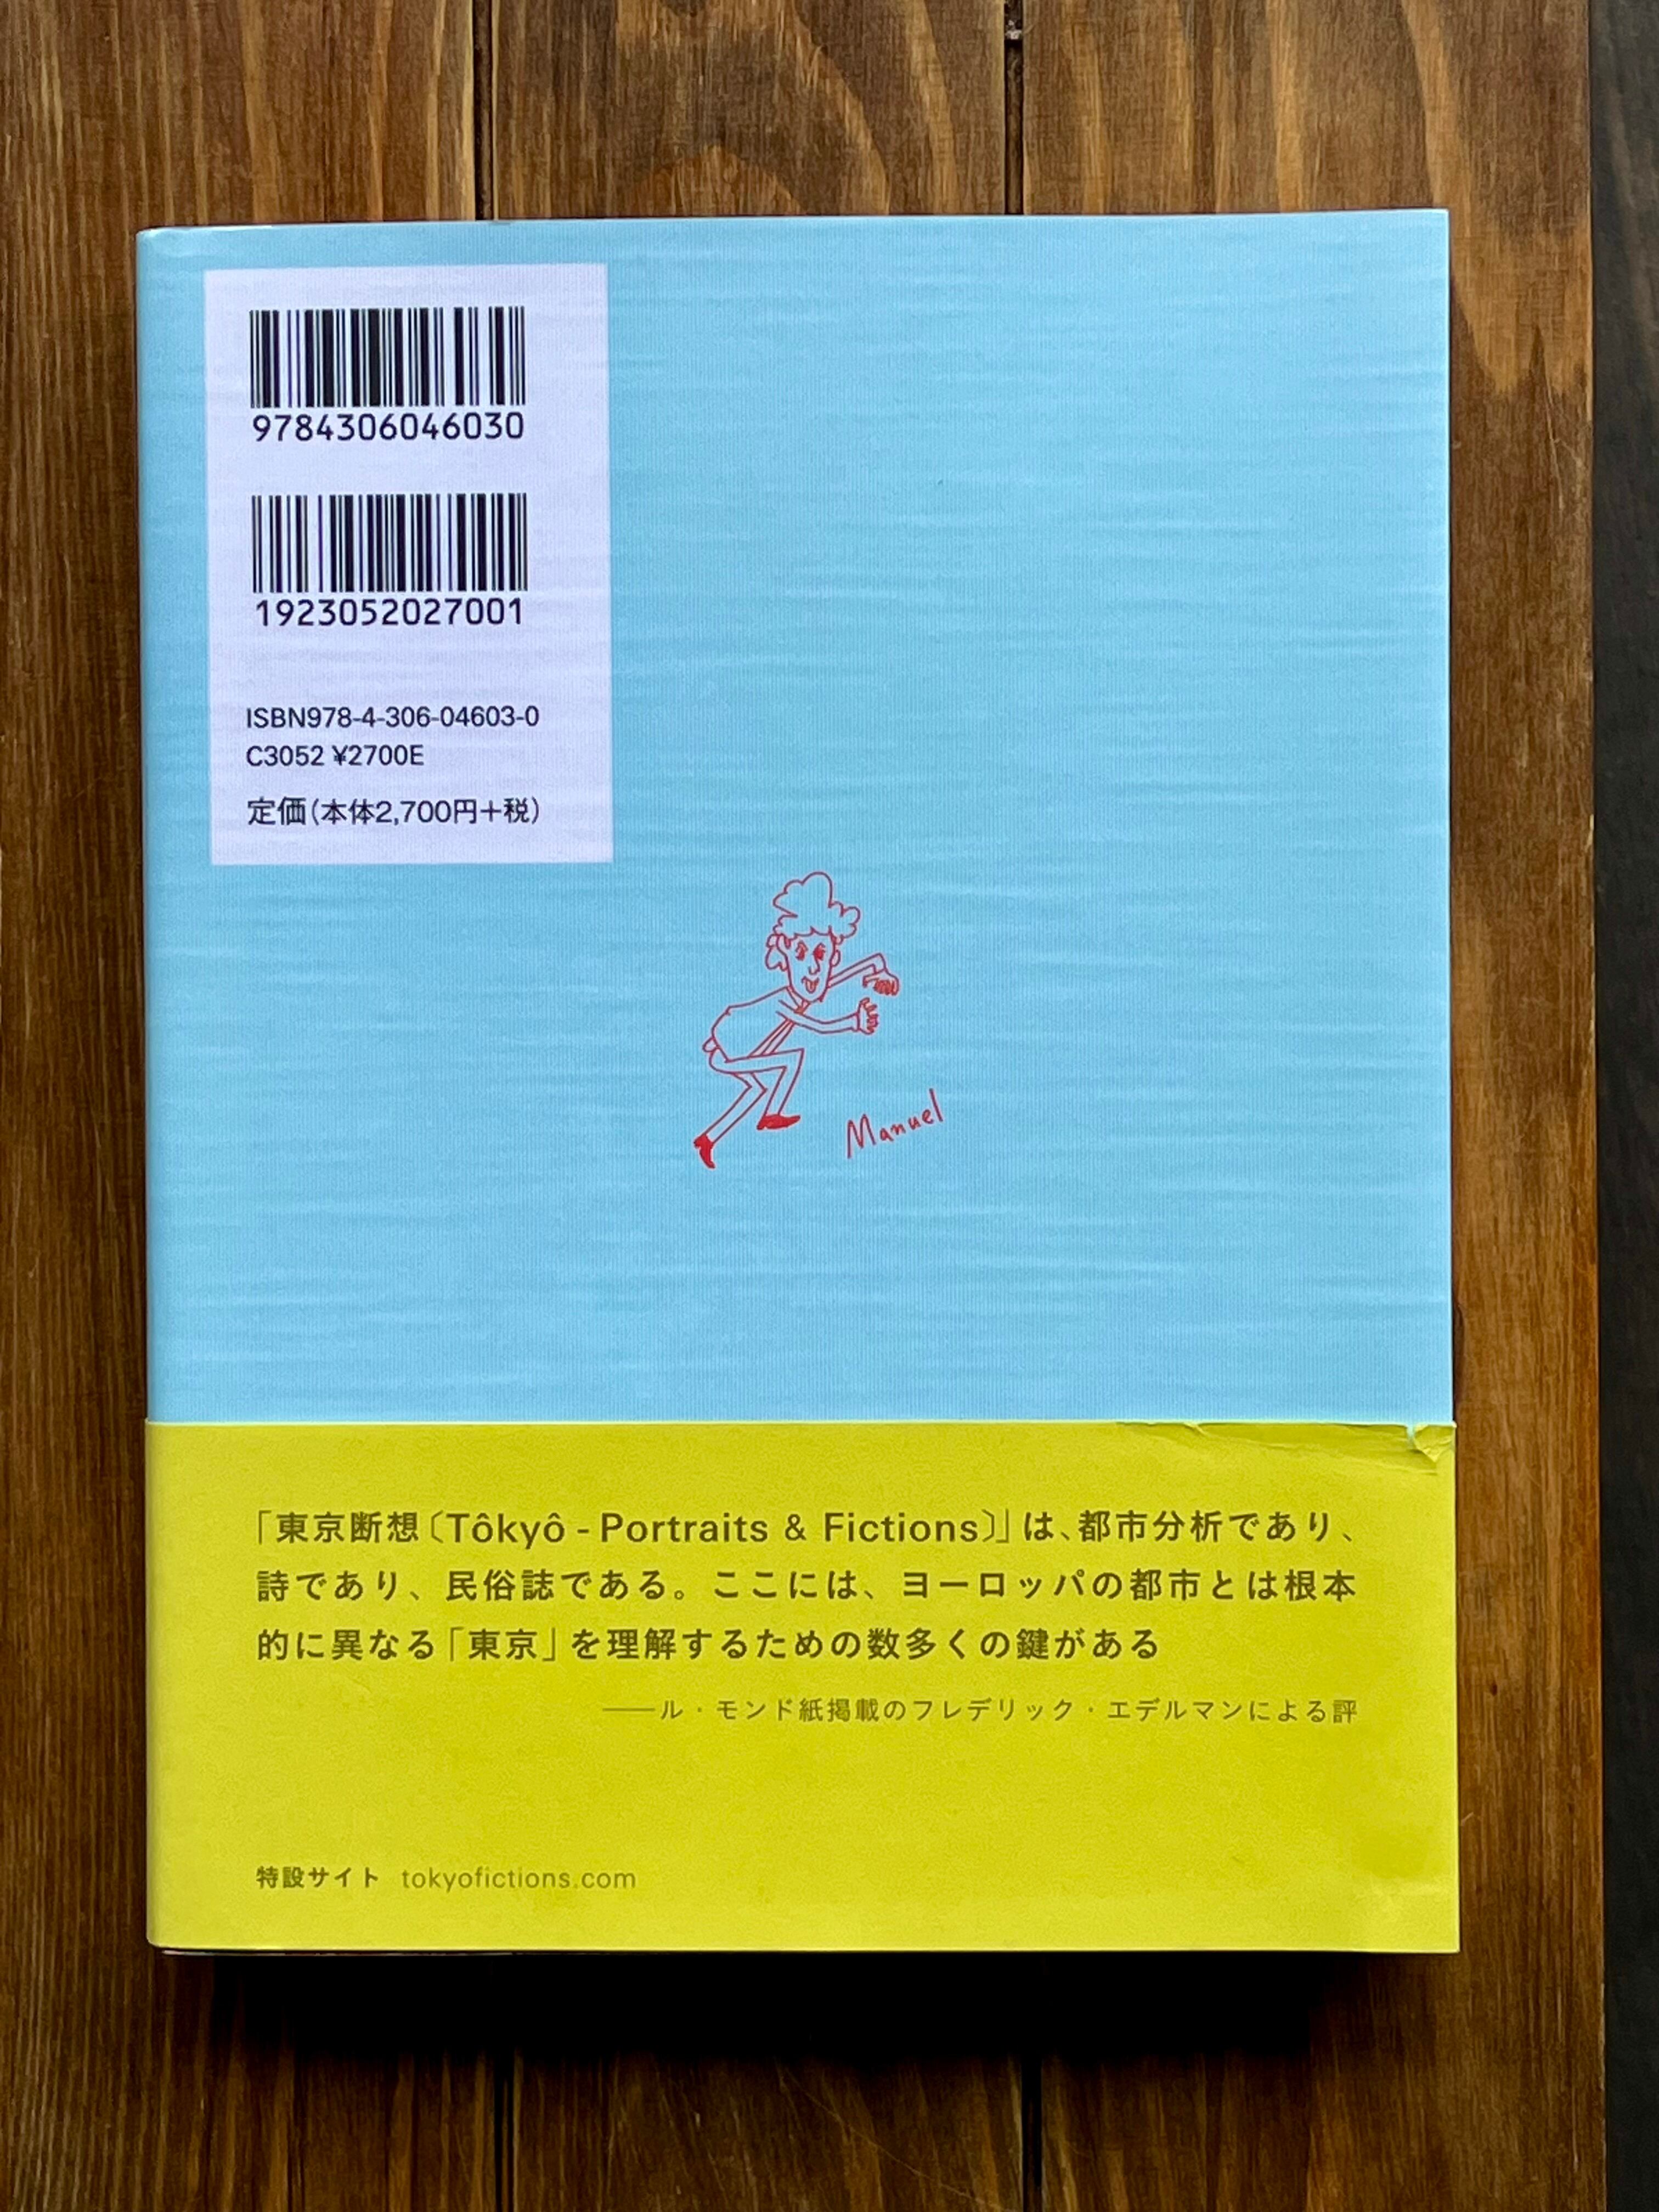 9784306046030
1923052027001
ISBN978-4-306-04603-0
C3052 ¥2700E
定価(本体2,700円+税)
Manuel
「東京断想〔Tôkyô - Portraits & Fictions〕」は、都市分析であり、
詩であり、民俗誌である。ここには、ヨーロッパの都市とは根本
的に異なる「東京」を理解するための数多くの鍵がある
――ル・モンド紙掲載のフレデリック・エデルマンによる評
特設サイト tokyofictions.com